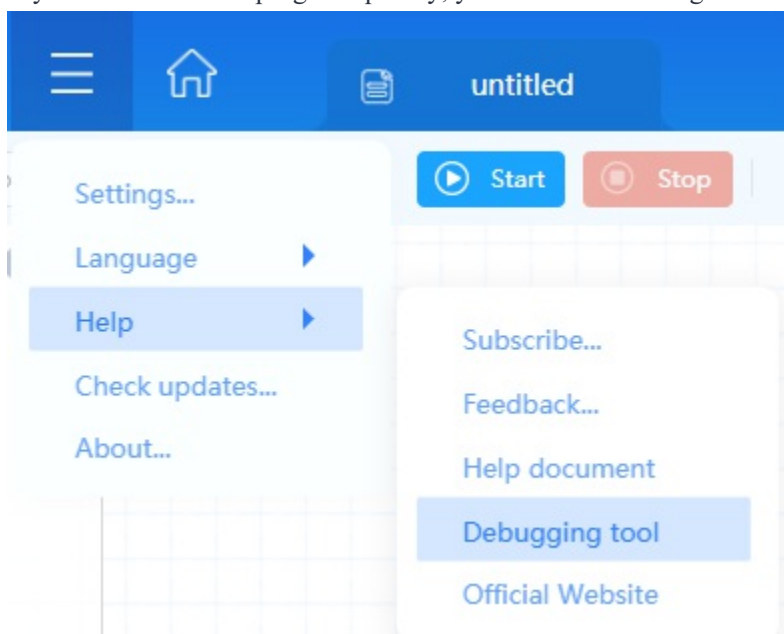 untitled
Start
Stop
Settings...
Language
Help
Check updates...
About...
Subscribe...
Feedback...
Help document
Debugging tool
Official Website